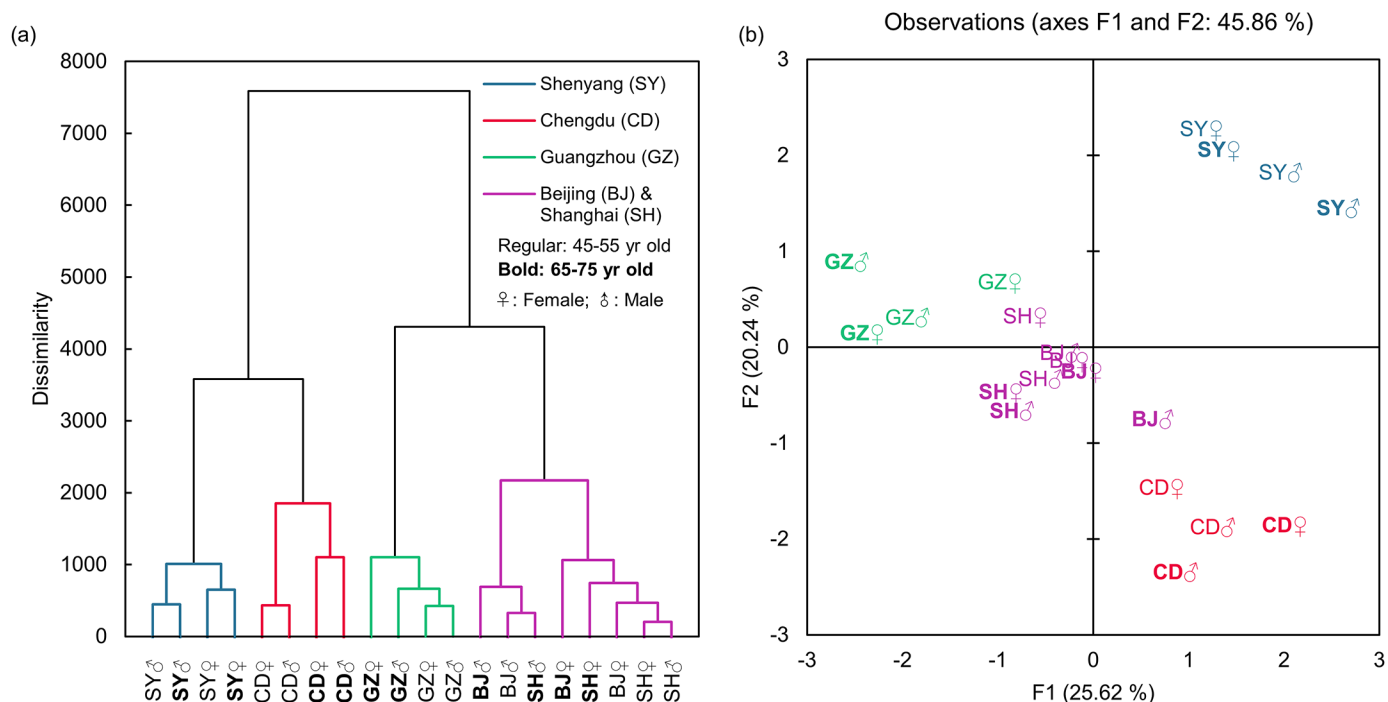 (a)
8000
7000
6000
5000
4000
3000
2000
1000
0
Dissimilarity
Shenyang (SY)
Chengdu (CD)
Guangzhou (GZ)
Beijing (BJ) &
Shanghai (SH)
Regular: 45-55 yr old
Bold: 65-75 yr old
♀: Female; ♂: Male
SY♂
SY♂
SY♀
SY♀
CD♀
CD♂
CD♀
CD♂
GZ♀
GZ♂
GZ♀
GZ♂
BJ♂
BJ♂
SH♂
BJ♀
SH♀
BJ♀
SH♀
SH♂
(b)
Observations (axes F1 and F2: 45.86 %)
3
2
1
0
-1
-2
-3
F2 (20.24 %)
SY♀
SY♀
SY♂
SY♂
GZ♂
GZ♀
GZ♂
GZ♀
SH♀
BJ♂
BJ♀
BJ♀
SH♂
SH♀
SH♂
BJ♂
CD♀
CD♂
CD♀
CD♂
-3
-2
-1
0
1
2
3
F1 (25.62 %)